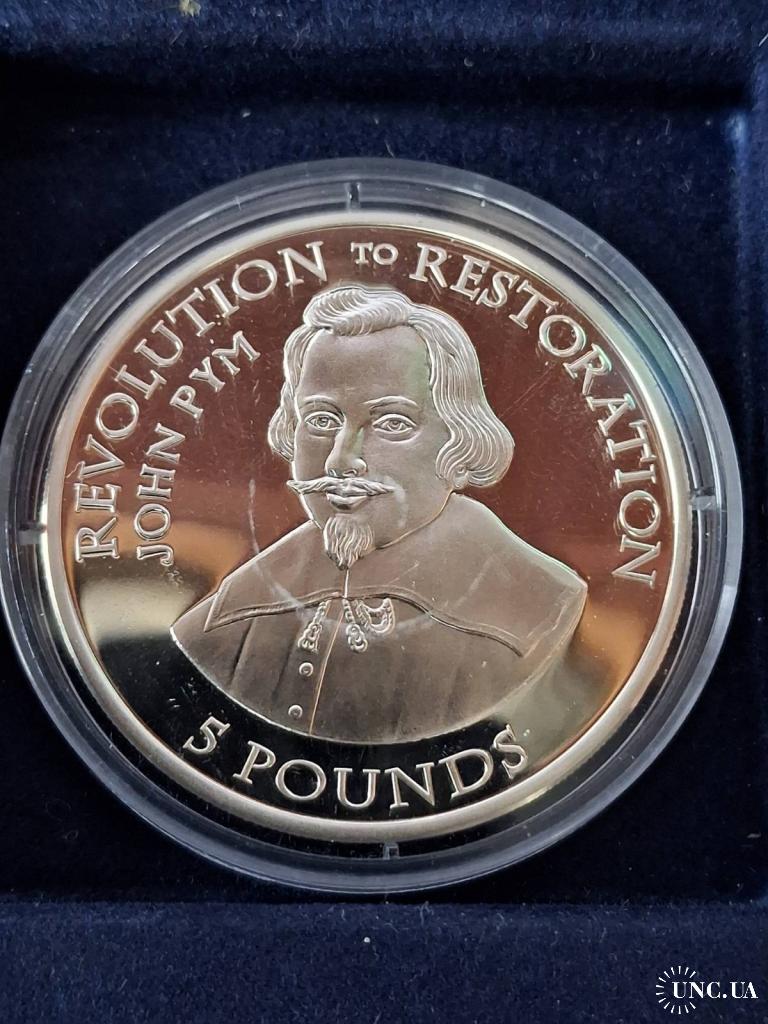 REVOLUTION TO RESTORATION
JOHN PYM
5 POUNDS
UNC.UA